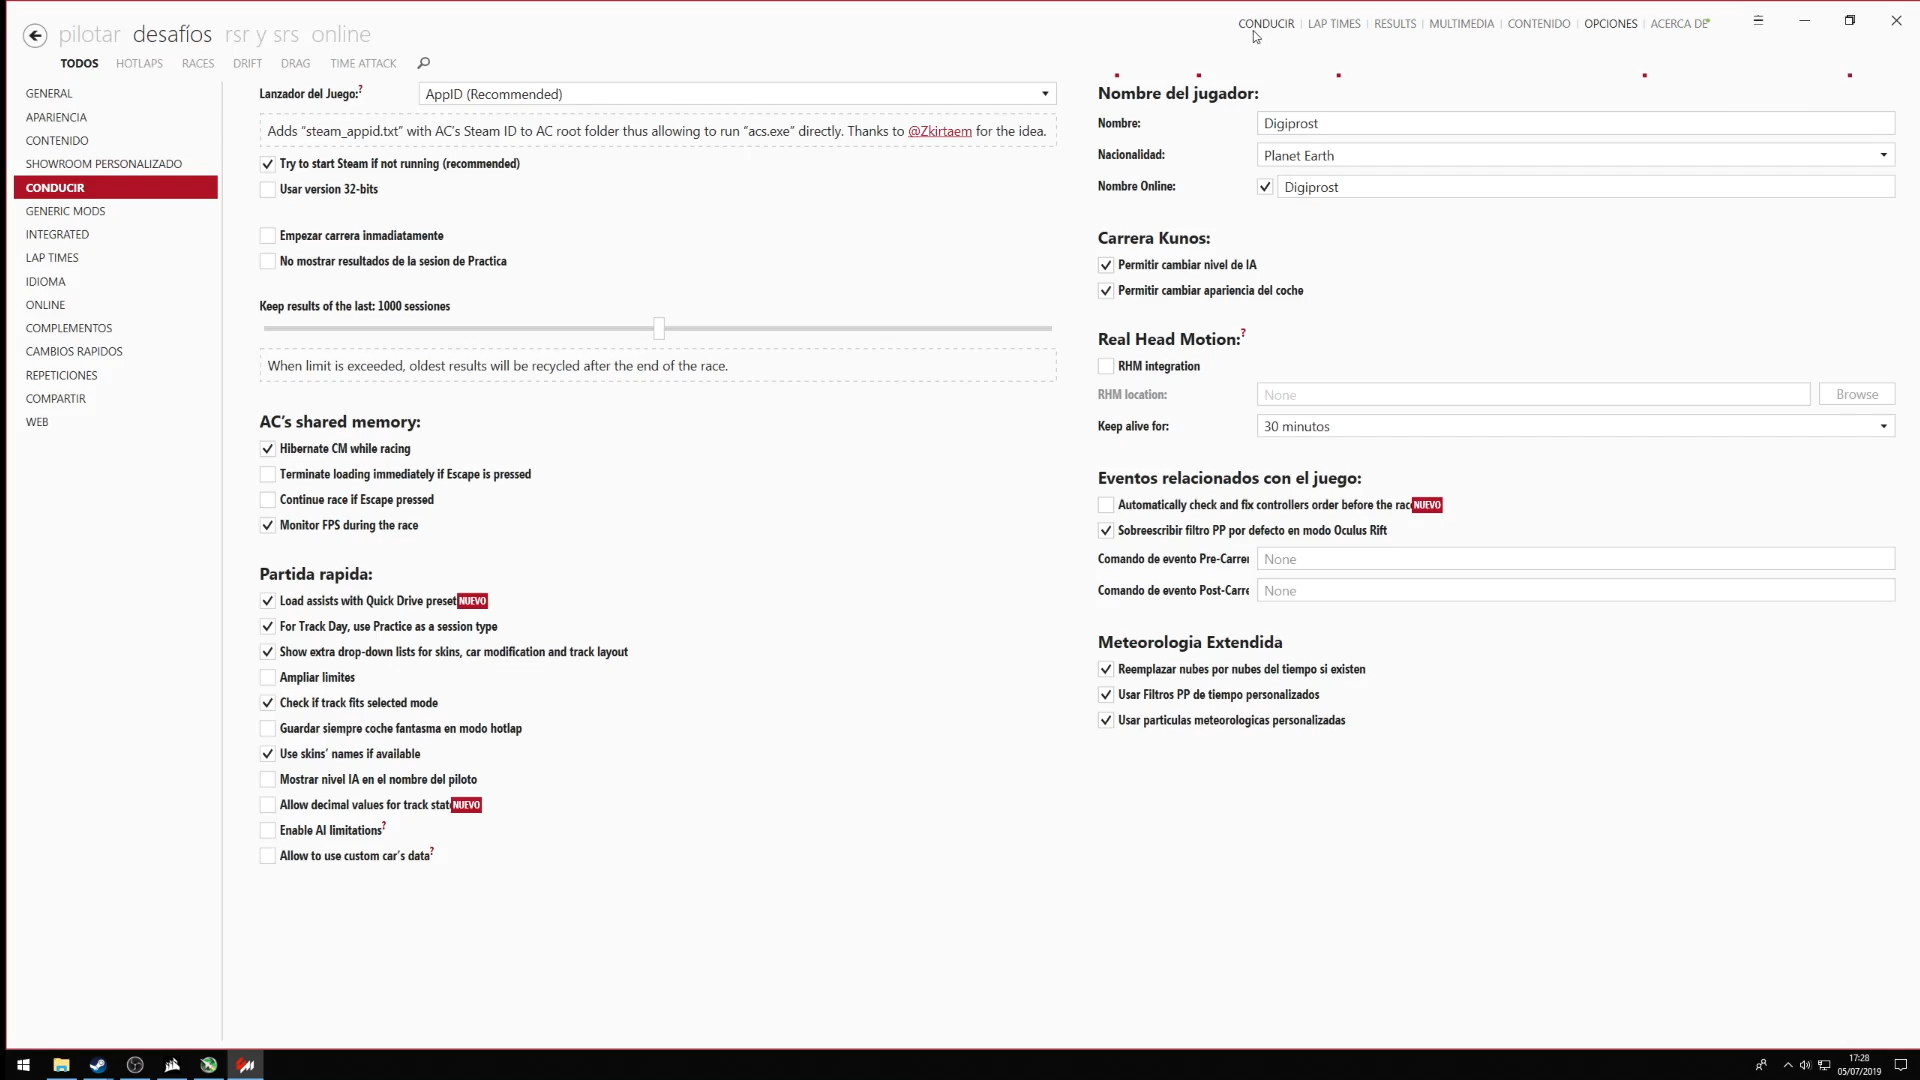 pilotar desafíos rsr y srs online
CONDUCIR | LAP TIMES | RESULTS | MULTIMEDIA | CONTENIDO | OPCIONES | ACERCA DE
TODOS HOTLAPS RACES DRIFT DRAG TIME ATTACK
GENERAL
APARIENCIA
CONTENIDO
SHOWROOM PERSONALIZADO
CONDUCIR
GENERIC MODS
INTEGRATED
LAP TIMES
IDIOMA
ONLINE
COMPLEMENTOS
CAMBIOS RAPIDOS
REPETICIONES
COMPARTIR
WEB
Lanzador del Juego:? AppID (Recommended)
Adds “steam_appid.txt” with AC’s Steam ID to AC root folder thus allowing to run “acs.exe” directly. Thanks to @Zkirtaem for the idea.
Try to start Steam if not running (recommended)
Usar version 32-bits
Empezar carrera inmadiatamente
No mostrar resultados de la sesion de Practica
Keep results of the last: 1000 sessiones
When limit is exceeded, oldest results will be recycled after the end of the race.
AC’s shared memory:
Hibernate CM while racing
Terminate loading immediately if Escape is pressed
Continue race if Escape pressed
Monitor FPS during the race
Partida rapida:
Load assists with Quick Drive preset NUEVO
For Track Day, use Practice as a session type
Show extra drop-down lists for skins, car modification and track layout
Ampliar limites
Check if track fits selected mode
Guardar siempre coche fantasma en modo hotlap
Use skins’ names if available
Mostrar nivel IA en el nombre del piloto
Allow decimal values for track stat NUEVO
Enable AI limitations?
Allow to use custom car’s data?
Nombre del jugador:
Nombre: Digiprost
Nacionalidad: Planet Earth
Nombre Online: Digiprost
Carrera Kunos:
Permitir cambiar nivel de IA
Permitir cambiar apariencia del coche
Real Head Motion:?
RHM integration
RHM location: None Browse
Keep alive for: 30 minutos
Eventos relacionados con el juego:
Automatically check and fix controllers order before the rac NUEVO
Sobreescribir filtro PP por defecto en modo Oculus Rift
Comando de evento Pre-Carrer None
Comando de evento Post-Carre None
Meteorologia Extendida
Reemplazar nubes por nubes del tiempo si existen
Usar Filtros PP de tiempo personalizados
Usar particulas meteorologicas personalizadas
17:28
05/07/2019